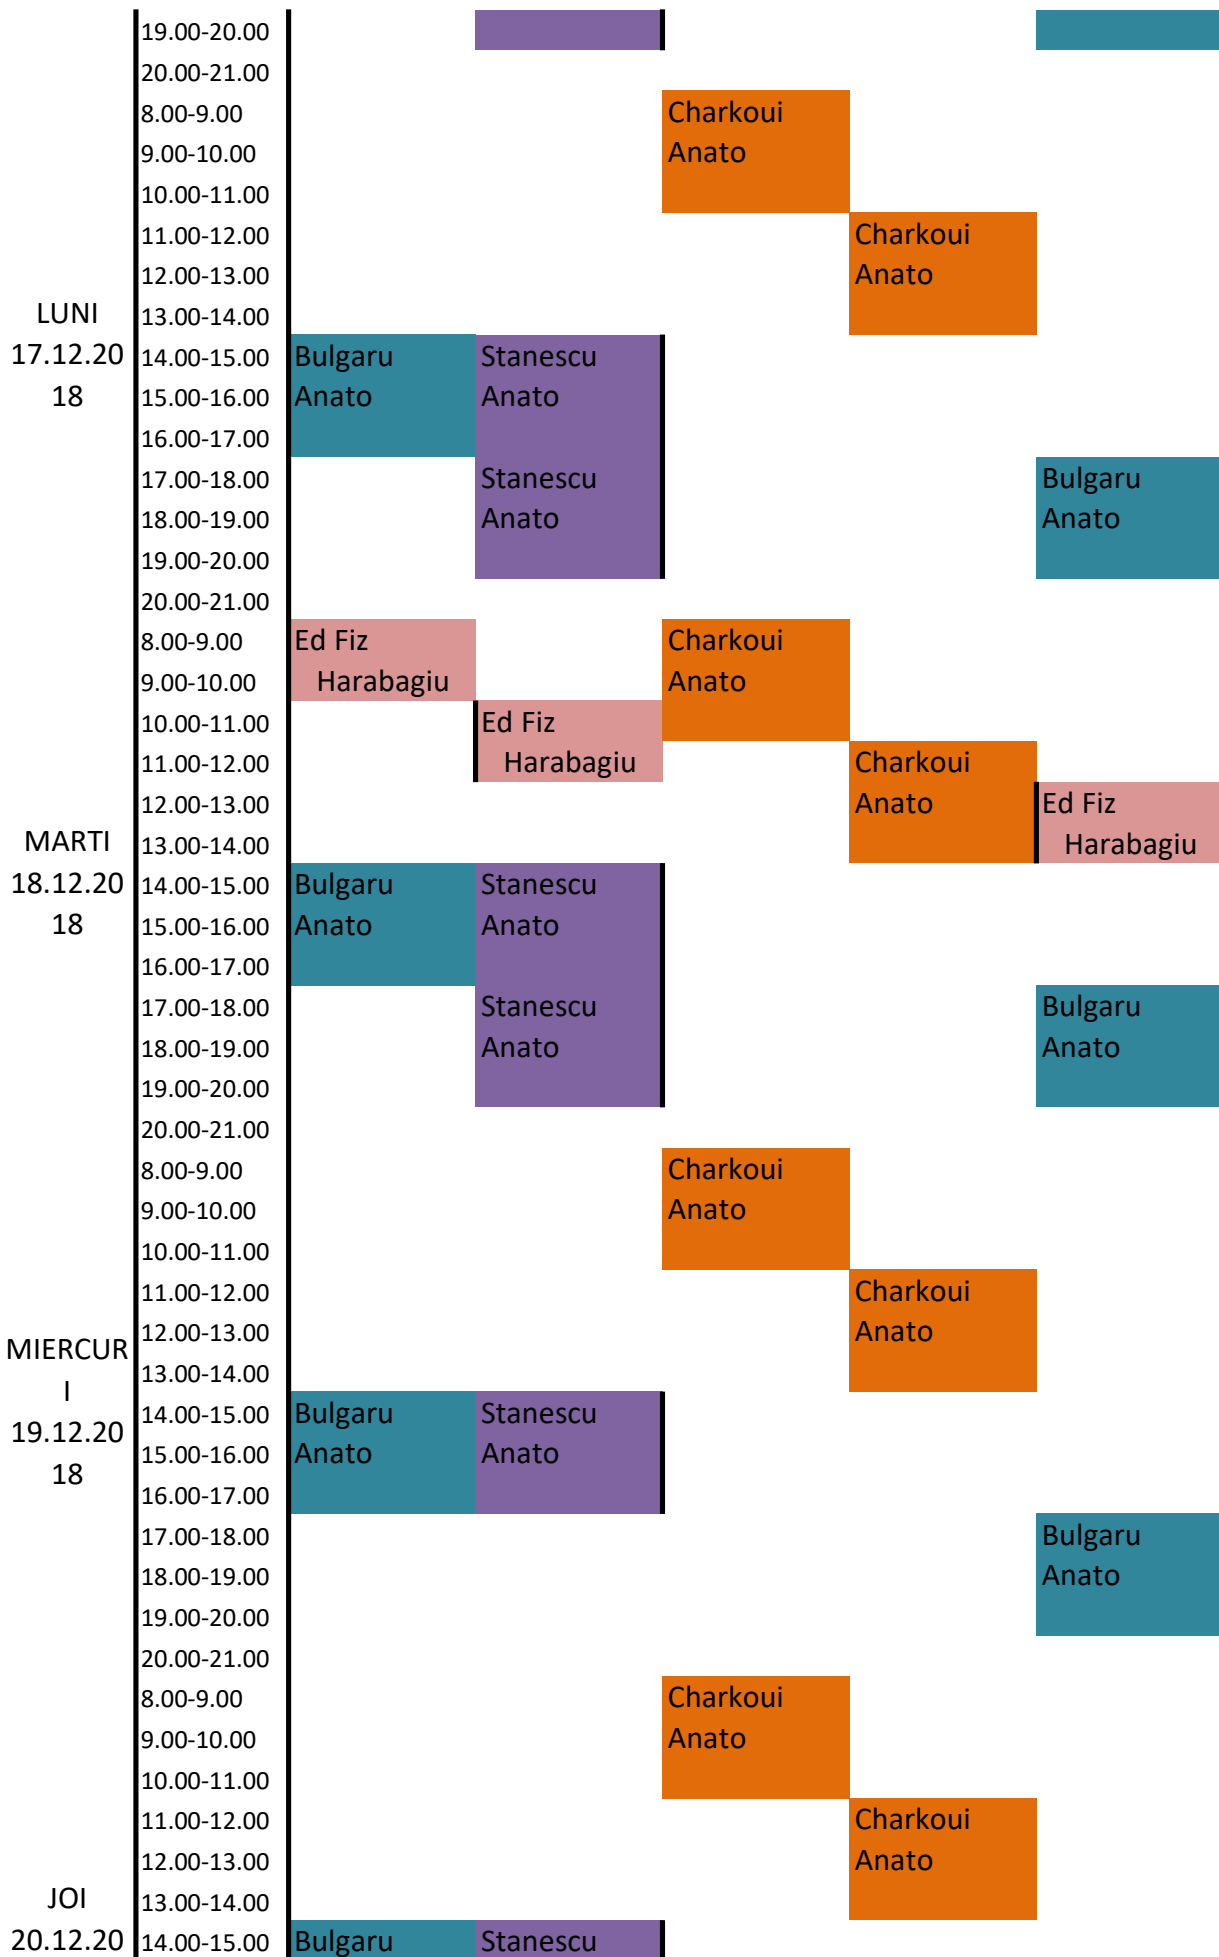 19.00-20.00
20.00-21.00
8.00-9.00 Charkoui
9.00-10.00 Anato
10.00-11.00
11.00-12.00 Charkoui
12.00-13.00 Anato
LUNI 13.00-14.00
17.12.20 14.00-15.00 Bulgaru Stanescu
18 15.00-16.00 Anato Anato
16.00-17.00
17.00-18.00 Stanescu Bulgaru
18.00-19.00 Anato Anato
19.00-20.00
20.00-21.00
8.00-9.00 Ed Fiz Charkoui
9.00-10.00 Harabagiu Anato
10.00-11.00 Ed Fiz
11.00-12.00 Harabagiu Charkoui
12.00-13.00 Anato Ed Fiz
MARTI 13.00-14.00 Harabagiu
18.12.20 14.00-15.00 Bulgaru Stanescu
18 15.00-16.00 Anato Anato
16.00-17.00
17.00-18.00 Stanescu Bulgaru
18.00-19.00 Anato Anato
19.00-20.00
20.00-21.00
8.00-9.00 Charkoui
9.00-10.00 Anato
10.00-11.00
11.00-12.00 Charkoui
12.00-13.00 Anato
MIERCUR
13.00-14.00
I
14.00-15.00 Bulgaru Stanescu
19.12.20
15.00-16.00 Anato Anato
18
16.00-17.00
17.00-18.00 Bulgaru
18.00-19.00 Anato
19.00-20.00
20.00-21.00
8.00-9.00 Charkoui
9.00-10.00 Anato
10.00-11.00
11.00-12.00 Charkoui
12.00-13.00 Anato
JOI 13.00-14.00
20.12.20 14.00-15.00 Bulgaru Stanescu